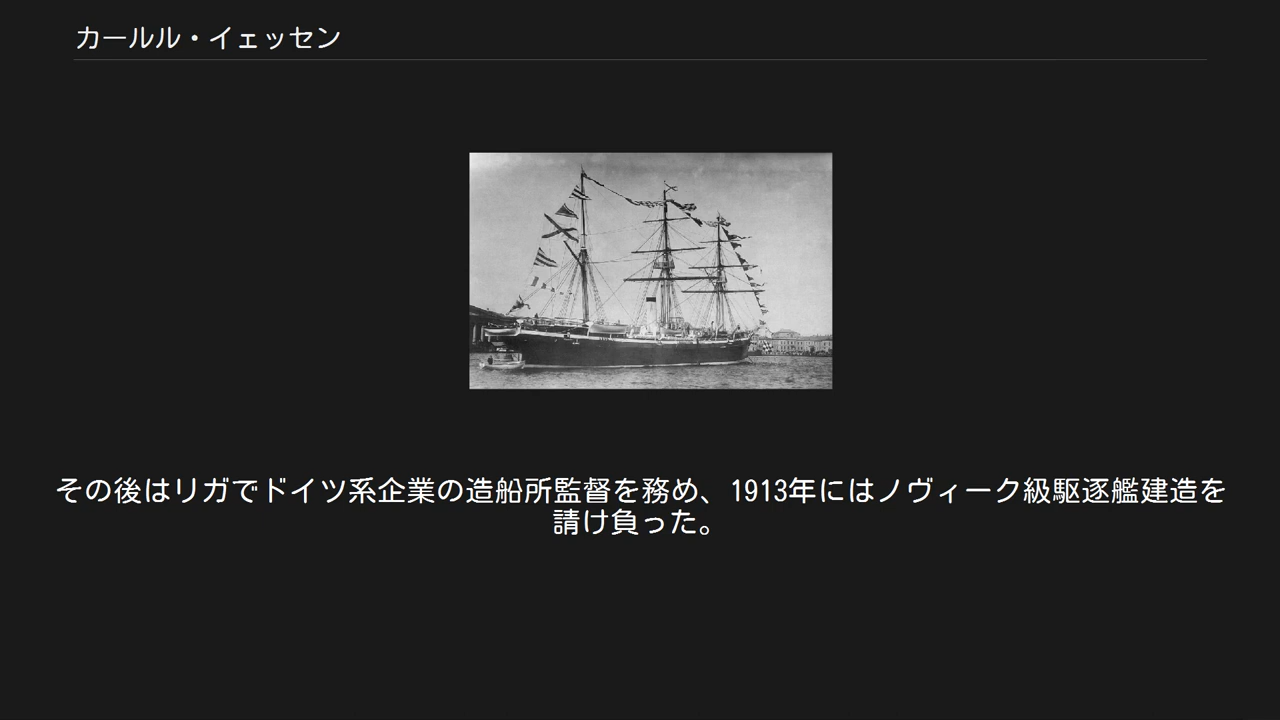 カールル・イェッセン
その後はリガでドイツ系企業の造船所監督を務め、1913年にはノヴィーク級駆逐艦建造を
請け負った。